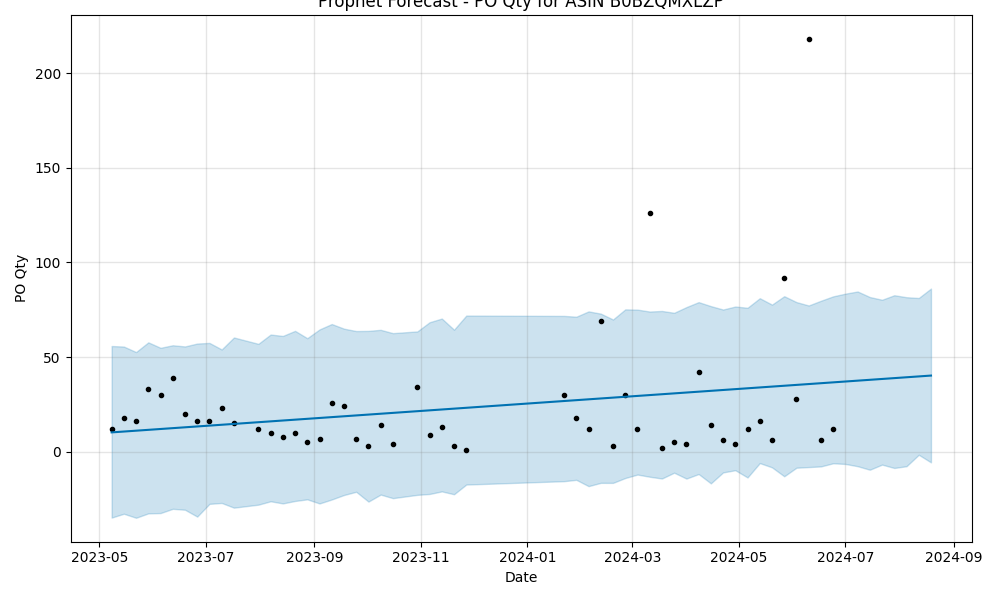 Prophet Forecast - PO Qty for ASIN B0BZQMXLZP
200
150
100
50
0
PO Qty
2023-05 2023-07 2023-09 2023-11 2024-01 2024-03 2024-05 2024-07 2024-09
Date